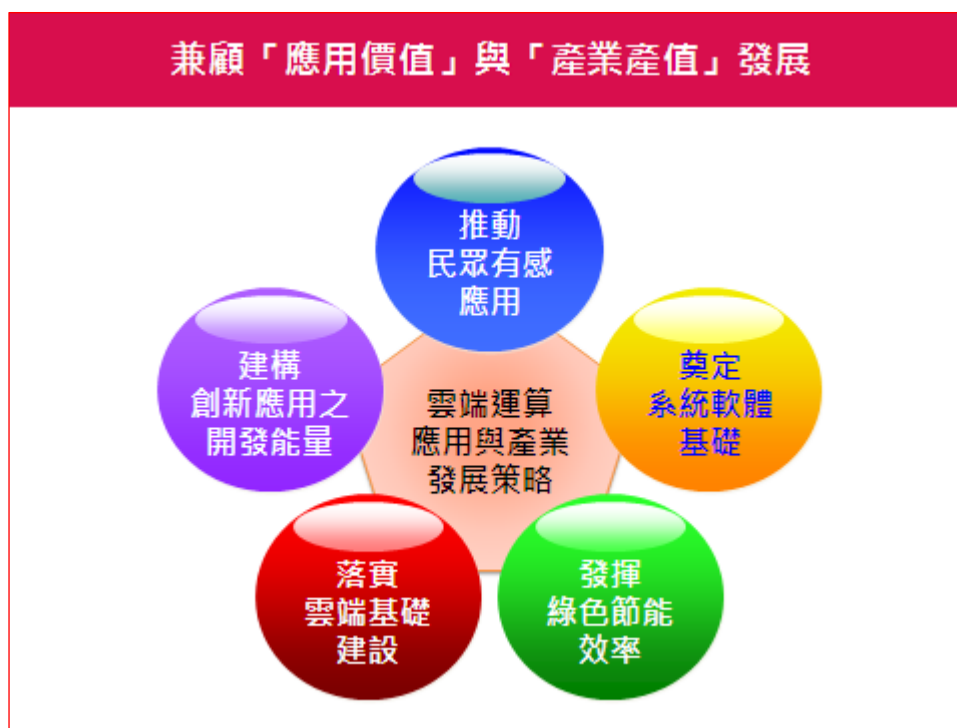 兼顧「應用價值」與「產業產值」發展
推動
民眾有感
應用
奠定
系統軟體
基礎
發揮
綠色節能
效率
落實
雲端基礎
建設
建構
創新應用之
開發能量
雲端運算
應用與產業
發展策略